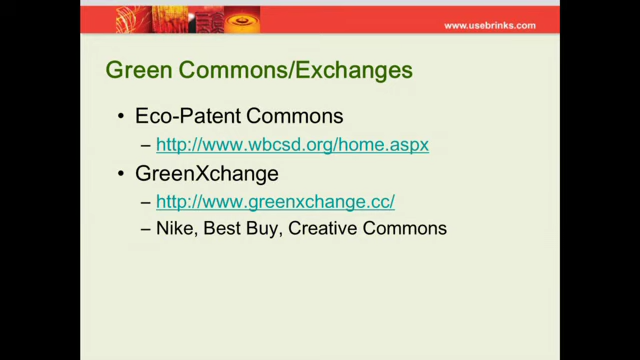 www.usebrinks.com
Green Commons/Exchanges
• Eco-Patent Commons
– http://www.wbcsd.org/home.aspx
• GreenXchange
– http://www.greenxchange.cc/
– Nike, Best Buy, Creative Commons